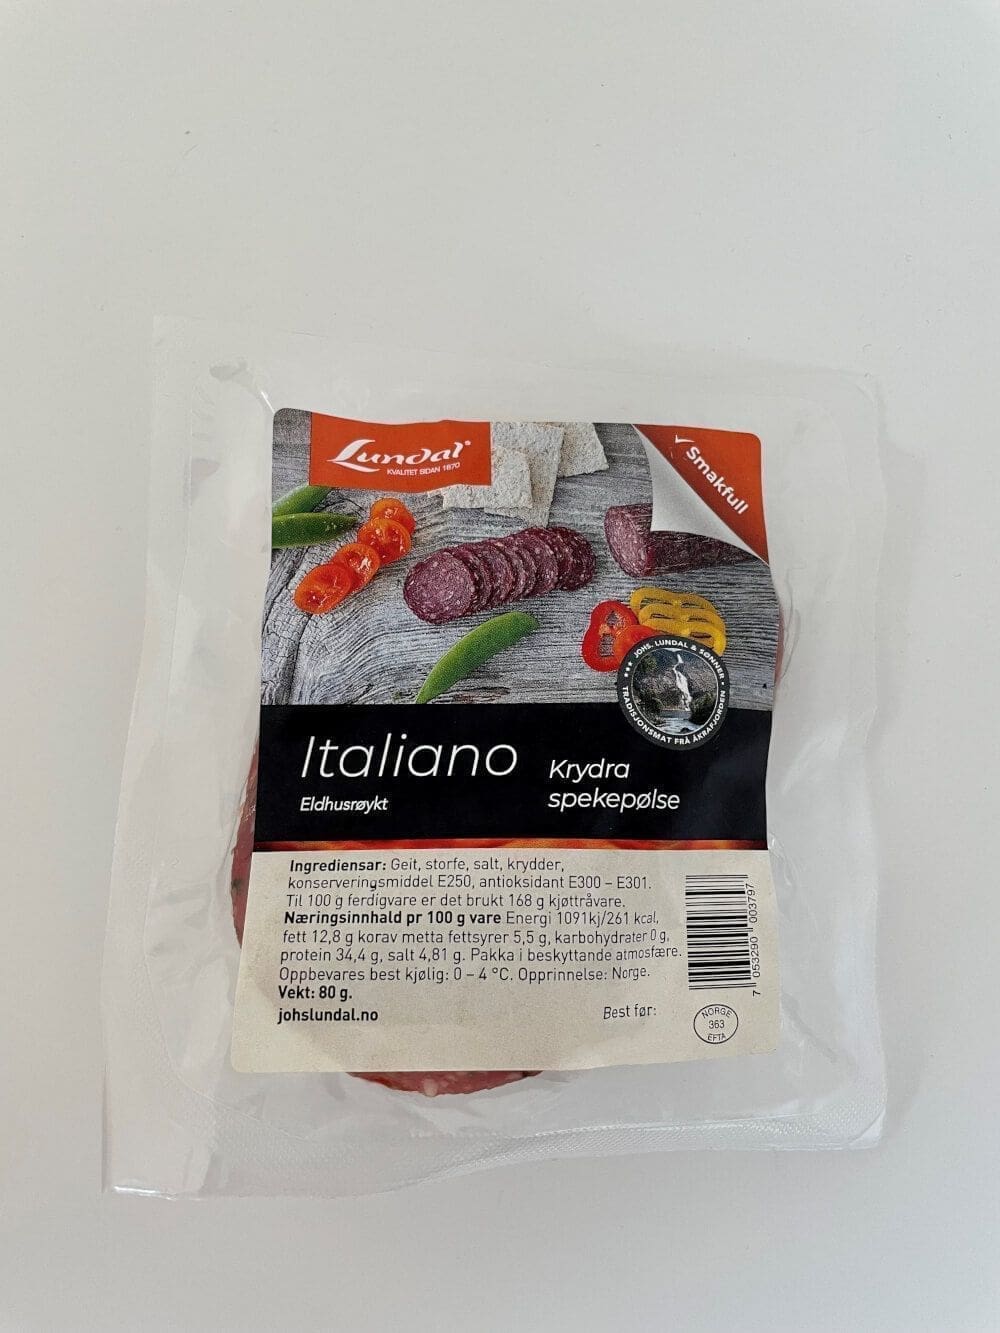 Lundal®
KVALITET SIDAN 1870
Smakfull
JOHS. LUNDAL & SØNNER
TRADISJONSMAT FRÅ ÅKRAFJORDEN
Italiano
Eldhusrøykt
Krydra
spekepølse
Ingrediensar: Geit, storfe, salt, krydder,
konserveringsmiddel E250, antioksidant E300 – E301.
Til 100 g ferdigvare er det brukt 168 g kjøttråvare.
Næringsinnhald pr 100 g vare Energi 1091kj/261 kcal,
fett 12,8 g korav metta fettsyrer 5,5 g, karbohydrater 0 g,
protein 34,4 g, salt 4,81 g. Pakka i beskyttande atmosfære.
Oppbevares best kjølig: 0 – 4 °C. Opprinnelse: Norge.
Vekt: 80 g.
johslundal.no
Best før:
7 053290 003797
NORGE
363
EFTA